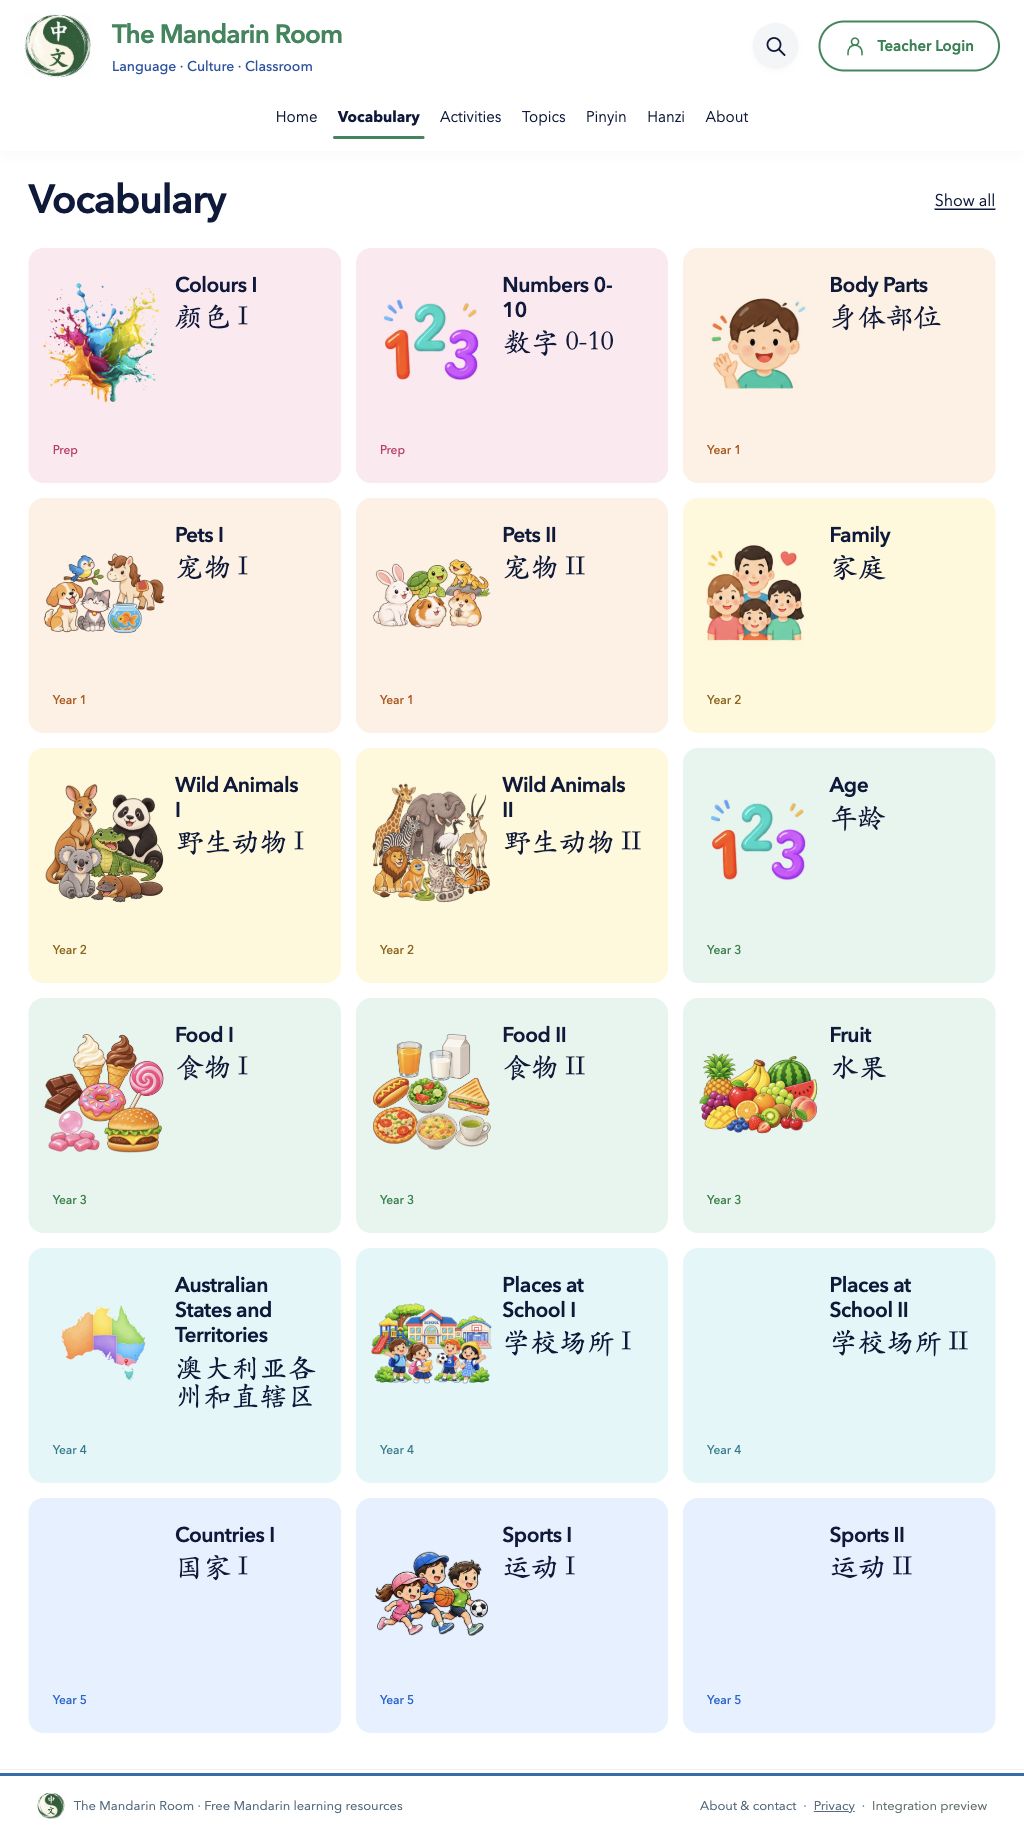 中
文
The Mandarin Room
Language · Culture · Classroom
Teacher Login
Home Vocabulary Activities Topics Pinyin Hanzi About
Vocabulary
Show all
Colours I
颜色 I
Prep
Numbers 0-
10
数字 0-10
Prep
Body Parts
身体部位
Year 1
Pets I
宠物 I
Year 1
Pets II
宠物 II
Year 1
Family
家庭
Year 2
Wild Animals
I
野生动物 I
Year 2
Wild Animals
II
野生动物 II
Year 2
Age
年龄
Year 3
Food I
食物 I
Year 3
Food II
食物 II
Year 3
Fruit
水果
Year 3
Australian
States and
Territories
澳大利亚各
州和直辖区
Year 4
SCHOOL
Places at
School I
学校场所 I
Year 4
Places at
School II
学校场所 II
Year 4
Countries I
国家 I
Year 5
Sports I
运动 I
Year 5
Sports II
运动 II
Year 5
中
文
The Mandarin Room · Free Mandarin learning resources
About & contact · Privacy · Integration preview